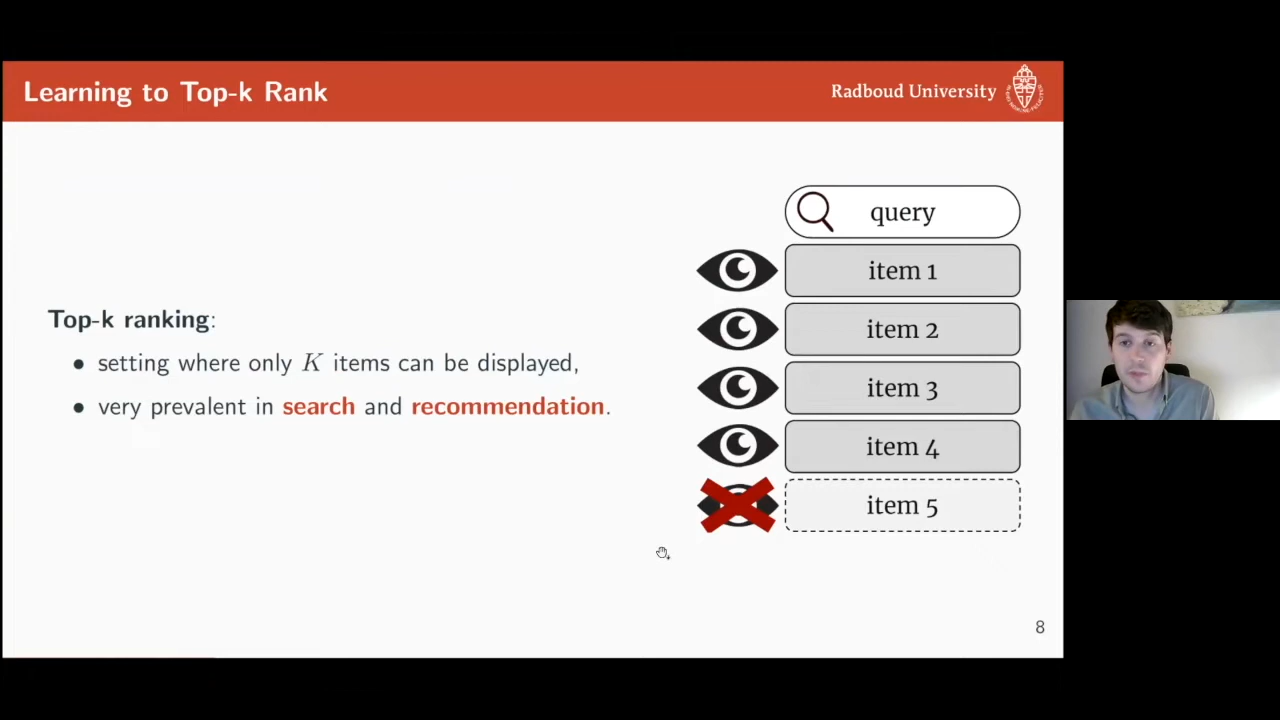 Learning to Top-k Rank
Radboud University
query
item 1
item 2
Top-k ranking:
• setting where only K items can be displayed,
item 3
• very prevalent in search and recommendation.
item 4
item 5
8